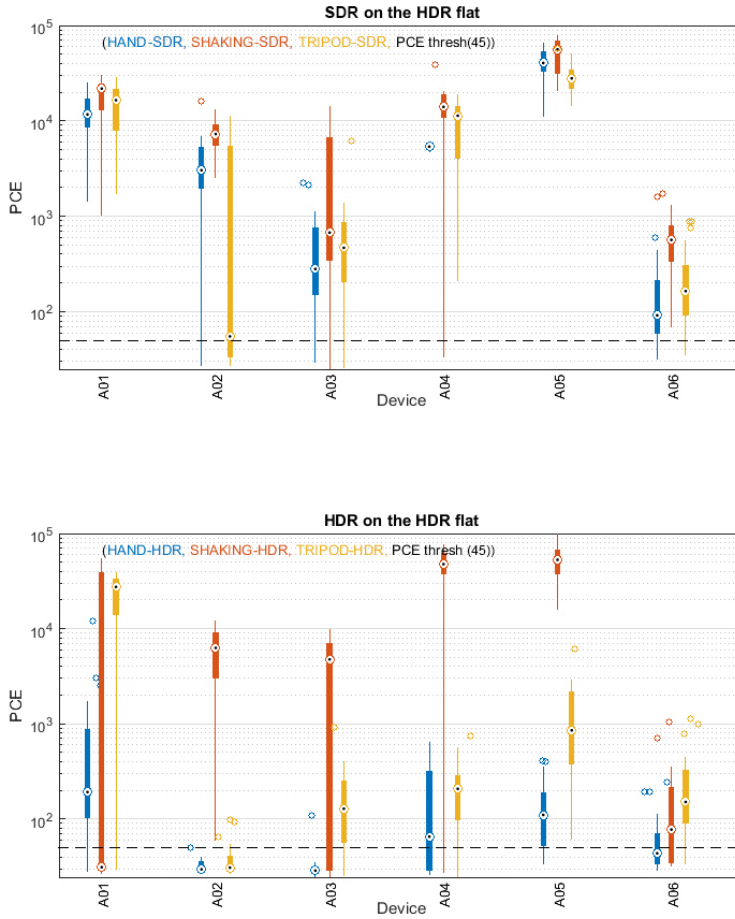 SDR on the HDR flat
(HAND-SDR, SHAKING-SDR, TRIPOD-SDR, PCE thresh(45))
10^5
10^4
10^3
10^2
PCE
A01 A02 A03 A04 A05 A06
Device
HDR on the HDR flat
(HAND-HDR, SHAKING-HDR, TRIPOD-HDR, PCE thresh (45))
10^5
10^4
10^3
10^2
PCE
A01 A02 A03 A04 A05 A06
Device